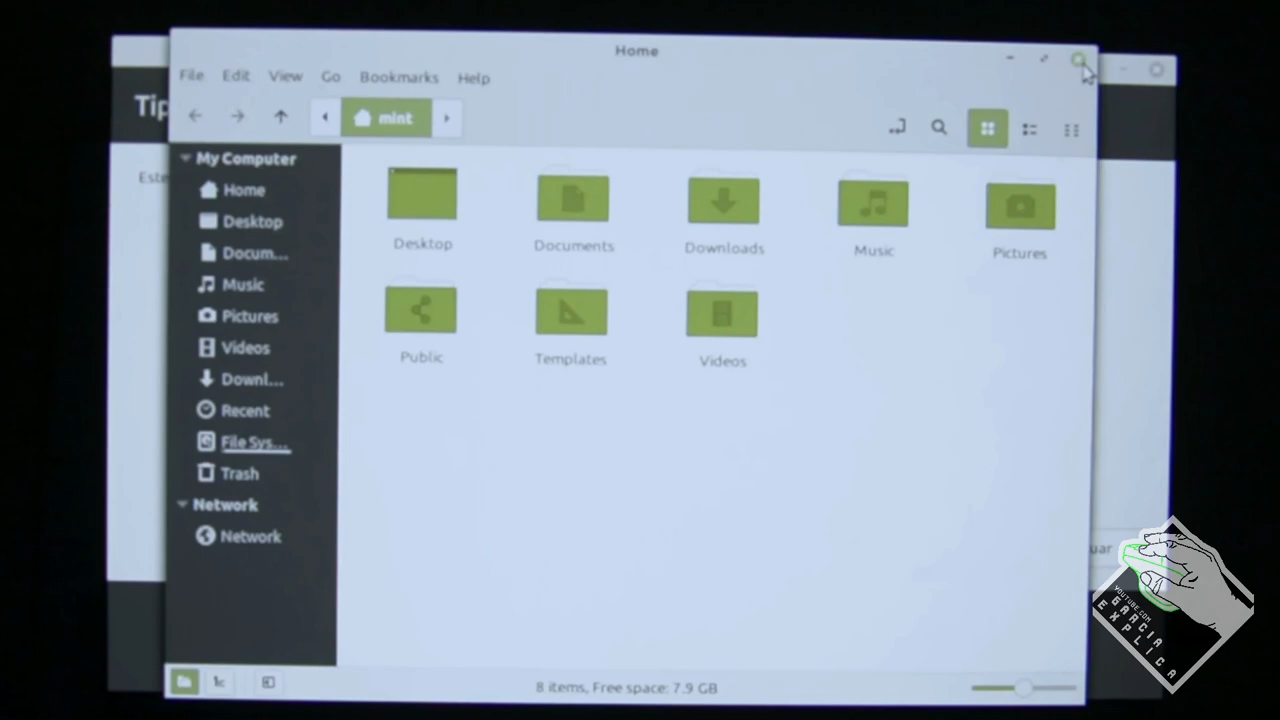 Home
File Edit View Go Bookmarks Help
Tip
mint
My Computer
Este
Home
Desktop
Docum...
Music
Pictures
Videos
Downl...
Recent
File Sys...
Trash
Network
Network
Desktop
Documents
Downloads
Music
Pictures
Public
Templates
Videos
uar
8 items, Free space: 7.9 GB
YOUTUBE.COM
GARCIA
EXPLICA